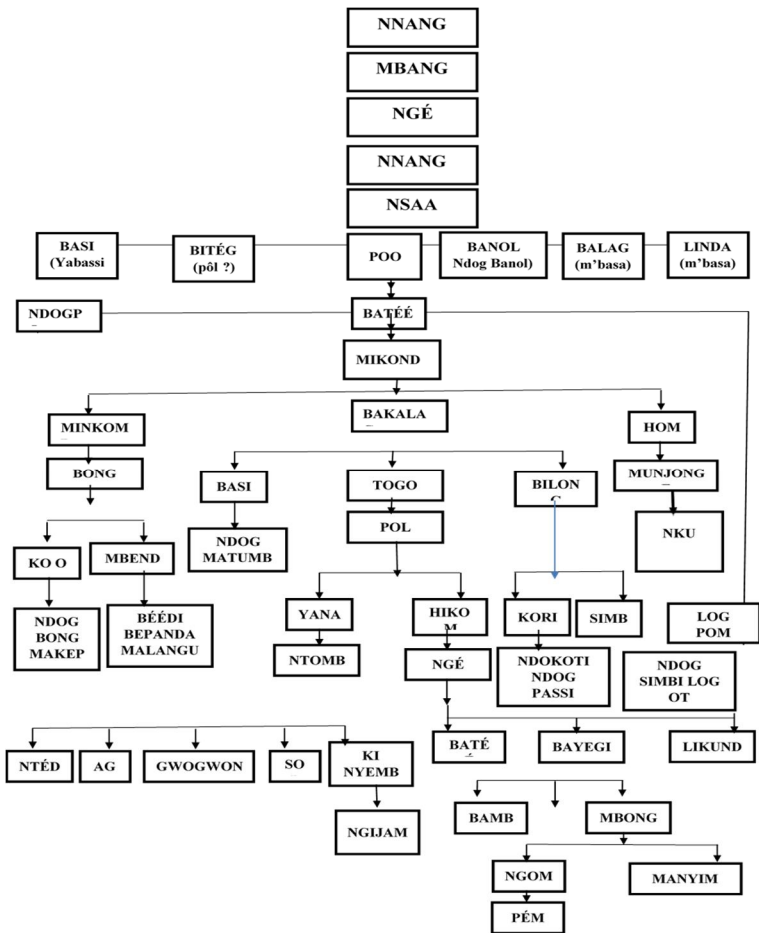 NNANG
MBANG
NGÉ
NNANG
NSAA
BASI
(Yabassi
BITÉG
(pôl ?)
POO
BANOL
Ndog Banol)
BALAG
(m'basa)
LINDA
(m'basa)
NDOGP
BATÉÉ
MIKOND
MINKOM
BAKALA
HOM
BONG
BASI
TOGO
BILON
MUNJONG
NDOG
MATUMB
POL
NKU
KO O
MBEND
YANA
HIKO
KORI
SIMB
LOG
POM
NDOG
BONG
MAKEP
BÉÉDI
BEPANDA
MALANGU
NTOMB
NGÉ
NDOKOTI
NDOG
PASSI
NDOG
SIMBI LOG
OT
BATÉ
BAYEGI
LIKUND
NTÉD
AG
GWOGWON
SO
KI
NYEMB
NGIJAM
BAMB
MBONG
NGOM
MANYIM
PÉM